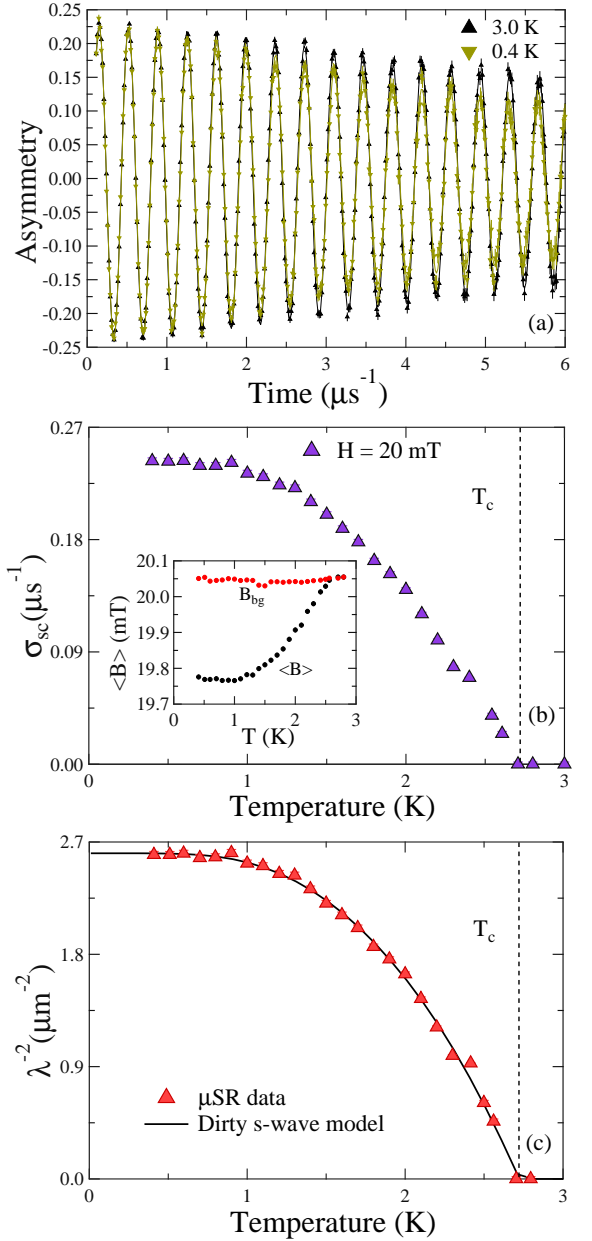 0.25
0.20
0.15
0.10
0.05
0.00
-0.05
-0.10
-0.15
-0.20
-0.25
Asymmetry
3.0 K
0.4 K
(a)
0 1 2 3 4 5 6
Time (μs⁻¹)
0.27
0.18
0.09
0.00
σsc(μs⁻¹)
H = 20 mT
Tc
20.1
20.0
19.9
19.8
19.7
<B> (mT)
Bbg
<B>
0 1 2 3
T (K)
(b)
0 1 2 3
Temperature (K)
2.7
1.8
0.9
0.0
λ⁻²(μm⁻²)
Tc
μSR data
Dirty s-wave model
(c)
0 1 2 3
Temperature (K)